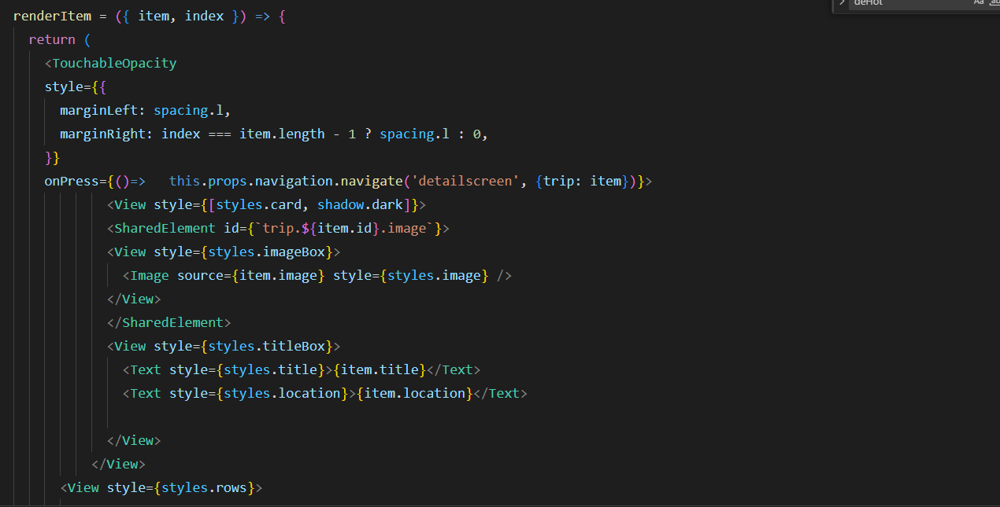 deHot
Aa ab
renderItem = ({ item, index }) => {
return (
<TouchableOpacity
style={{
marginLeft: spacing.l,
marginRight: index === item.length - 1 ? spacing.l : 0,
}}
onPress={()=>   this.props.navigation.navigate('detailscreen', {trip: item})}>
<View style={[styles.card, shadow.dark]}>
<SharedElement id={`trip.${item.id}.image`}>
<View style={styles.imageBox}>
<Image source={item.image} style={styles.image} />
</View>
</SharedElement>
<View style={styles.titleBox}>
<Text style={styles.title}>{item.title}</Text>
<Text style={styles.location}>{item.location}</Text>
</View>
</View>
<View style={styles.rows}>